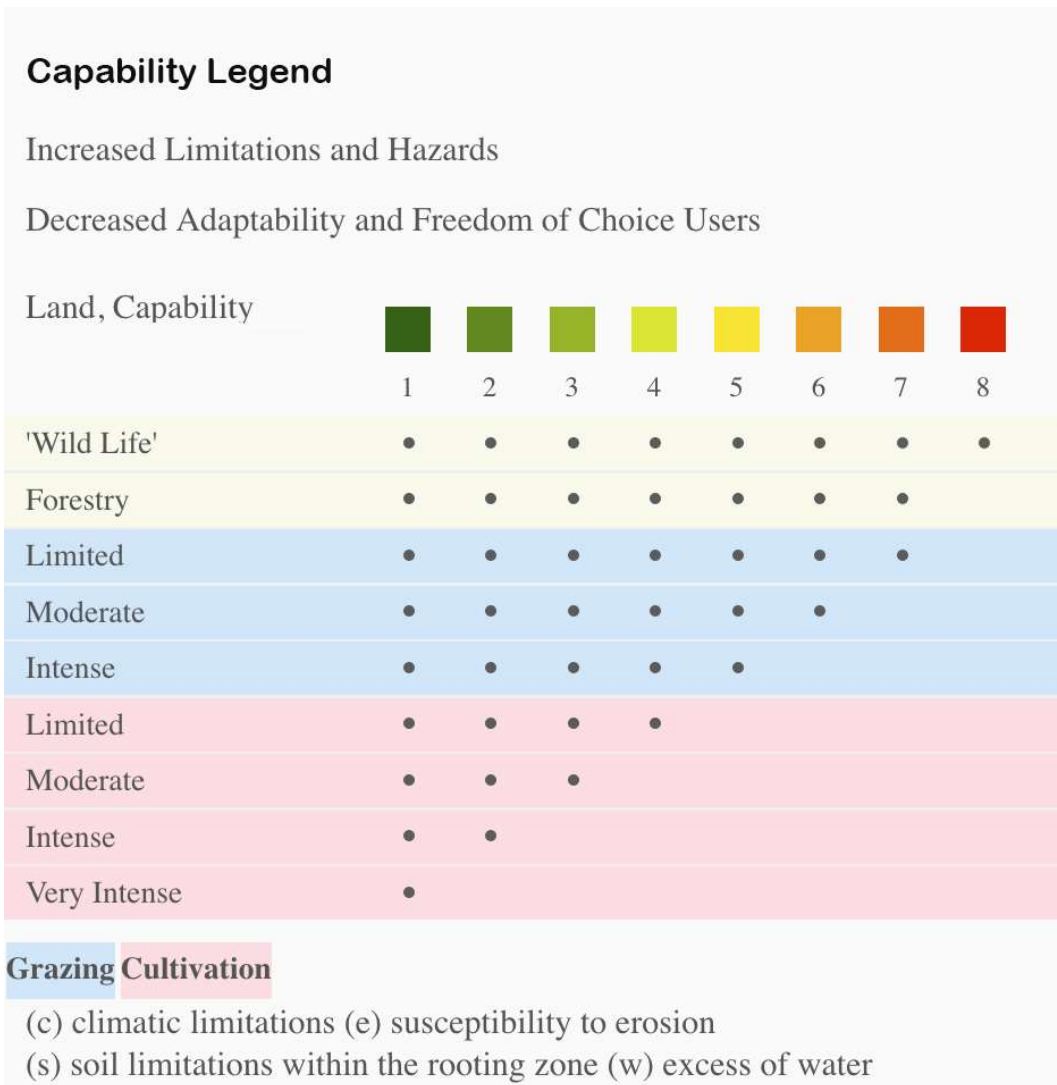 Capability Legend
Increased Limitations and Hazards
Decreased Adaptability and Freedom of Choice Users
Land, Capability
1 2 3 4 5 6 7 8
'Wild Life'
Forestry
Limited
Moderate
Intense
Limited
Moderate
Intense
Very Intense
Grazing Cultivation
(c) climatic limitations (e) susceptibility to erosion
(s) soil limitations within the rooting zone (w) excess of water